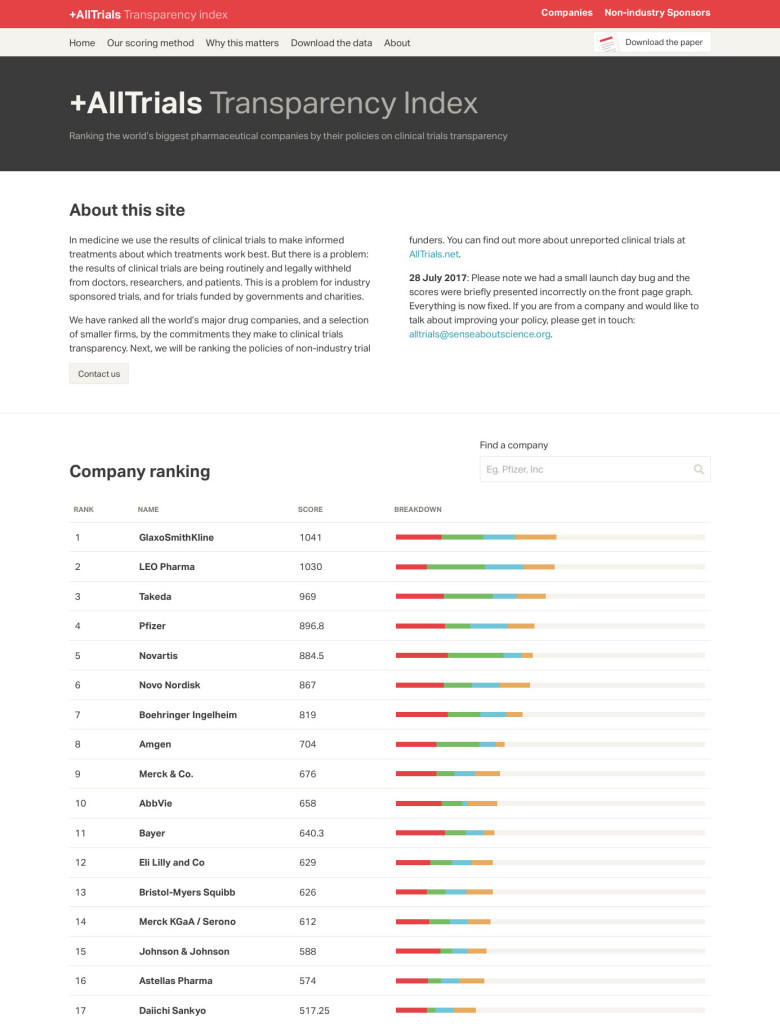 +AllTrials Transparency index
Companies Non-industry Sponsors
Home Our scoring method Why this matters Download the data About
Download the paper
+AllTrials Transparency Index
Ranking the world's biggest pharmaceutical companies by their policies on clinical trials transparency
About this site
In medicine we use the results of clinical trials to make informed
treatments about which treatments work best. But there is a problem:
the results of clinical trials are being routinely and legally withheld
from doctors, researchers, and patients. This is a problem for industry
sponsored trials, and for trials funded by governments and charities.
We have ranked all the world's major drug companies, and a selection
of smaller firms, by the commitments they make to clinical trials
transparency. Next, we will be ranking the policies of non-industry trial
funders. You can find out more about unreported clinical trials at
AllTrials.net.
28 July 2017: Please note we had a small launch day bug and the
scores were briefly presented incorrectly on the front page graph.
Everything is now fixed. If you are from a company and would like to
talk about improving your policy, please get in touch:
alltrials@senseaboutscience.org.
Contact us
Company ranking
Find a company
Eg. Pfizer, Inc
RANK NAME SCORE BREAKDOWN
1 GlaxoSmithKline 1041
2 LEO Pharma 1030
3 Takeda 969
4 Pfizer 896.8
5 Novartis 884.5
6 Novo Nordisk 867
7 Boehringer Ingelheim 819
8 Amgen 704
9 Merck & Co. 676
10 AbbVie 658
11 Bayer 640.3
12 Eli Lilly and Co 629
13 Bristol-Myers Squibb 626
14 Merck KGaA / Serono 612
15 Johnson & Johnson 588
16 Astellas Pharma 574
17 Daiichi Sankyo 517.25